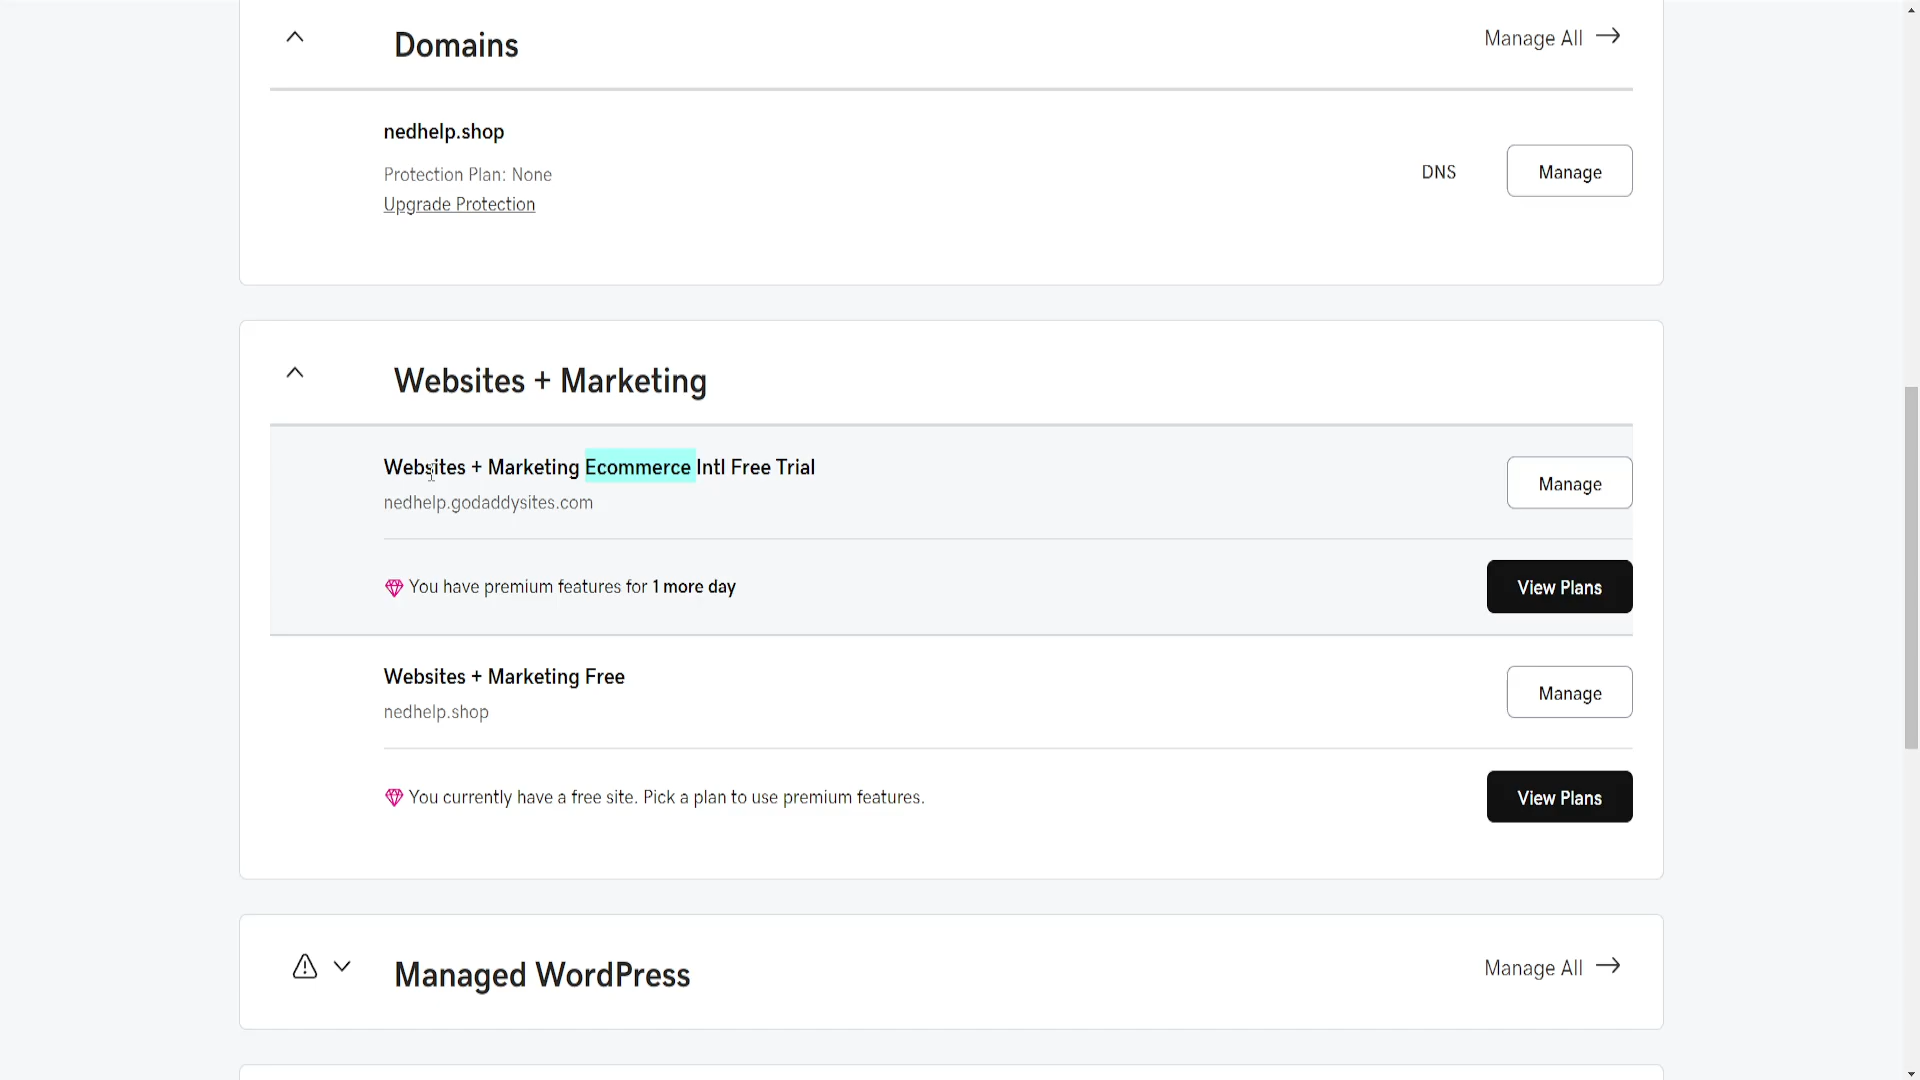 Domains
Manage All
nedhelp.shop
Protection Plan: None
Upgrade Protection
DNS
Manage
Websites + Marketing
Websites + Marketing Ecommerce Intl Free Trial
nedhelp.godaddysites.com
Manage
You have premium features for 1 more day
View Plans
Websites + Marketing Free
nedhelp.shop
Manage
You currently have a free site. Pick a plan to use premium features.
View Plans
Managed WordPress
Manage All